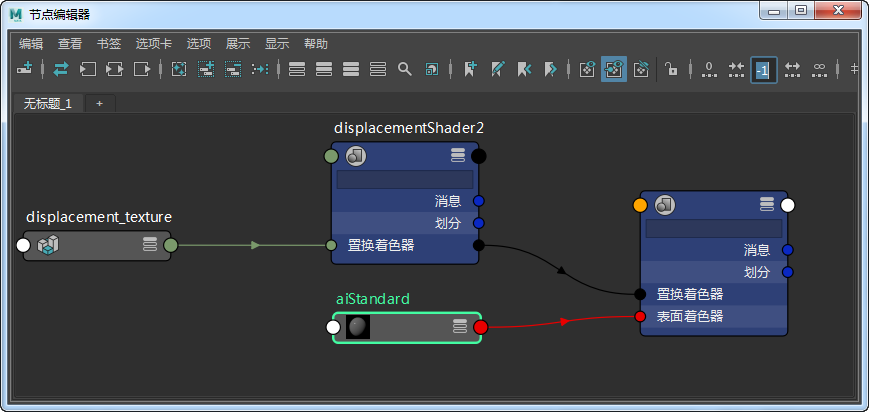 M 节点编辑器
编辑 查看 书签 选项卡 选项 展示 显示 帮助
0 -1 ∞
无标题_1 +
displacementShader2
消息
划分
置换着色器
displacement_texture
aiStandard
消息
划分
置换着色器
表面着色器